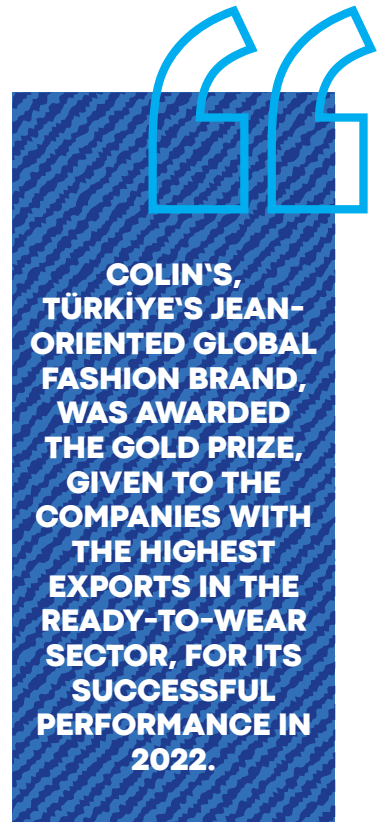 COLIN‘S,
TÜRKİYE‘S JEAN-
ORIENTED GLOBAL
FASHION BRAND,
WAS AWARDED
THE GOLD PRIZE,
GIVEN TO THE
COMPANIES WITH
THE HIGHEST
EXPORTS IN THE
READY-TO-WEAR
SECTOR, FOR ITS
SUCCESSFUL
PERFORMANCE IN
2022.